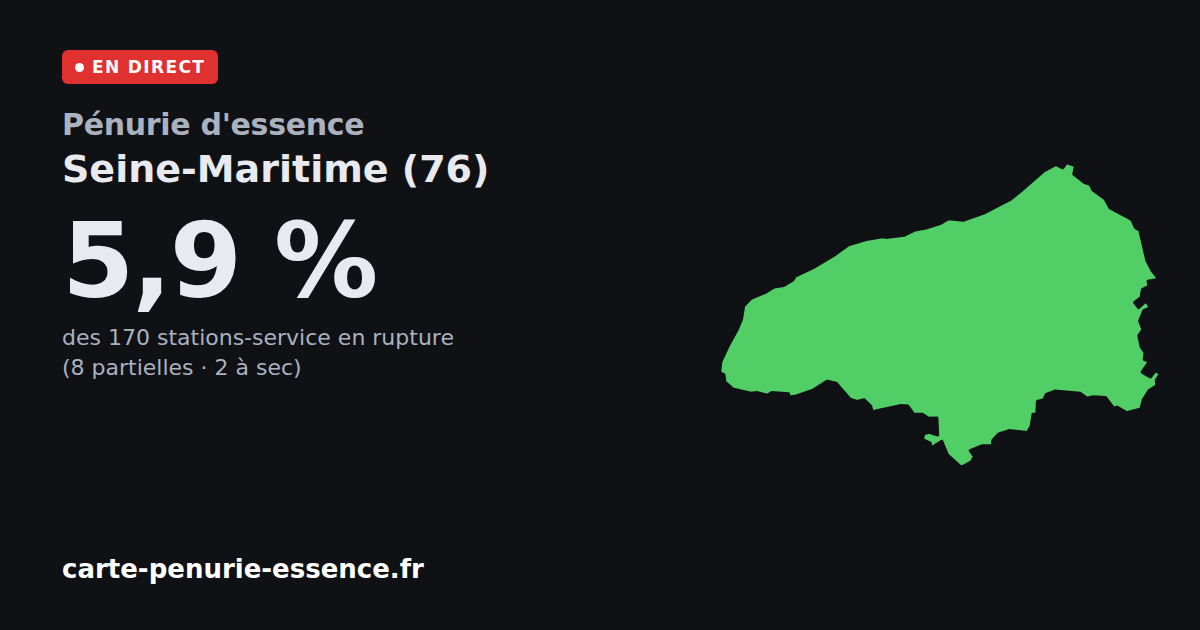 EN DIRECT
Pénurie d'essence
Seine-Maritime (76)
5,9 %
des 170 stations-service en rupture
(8 partielles · 2 à sec)
carte-penurie-essence.fr